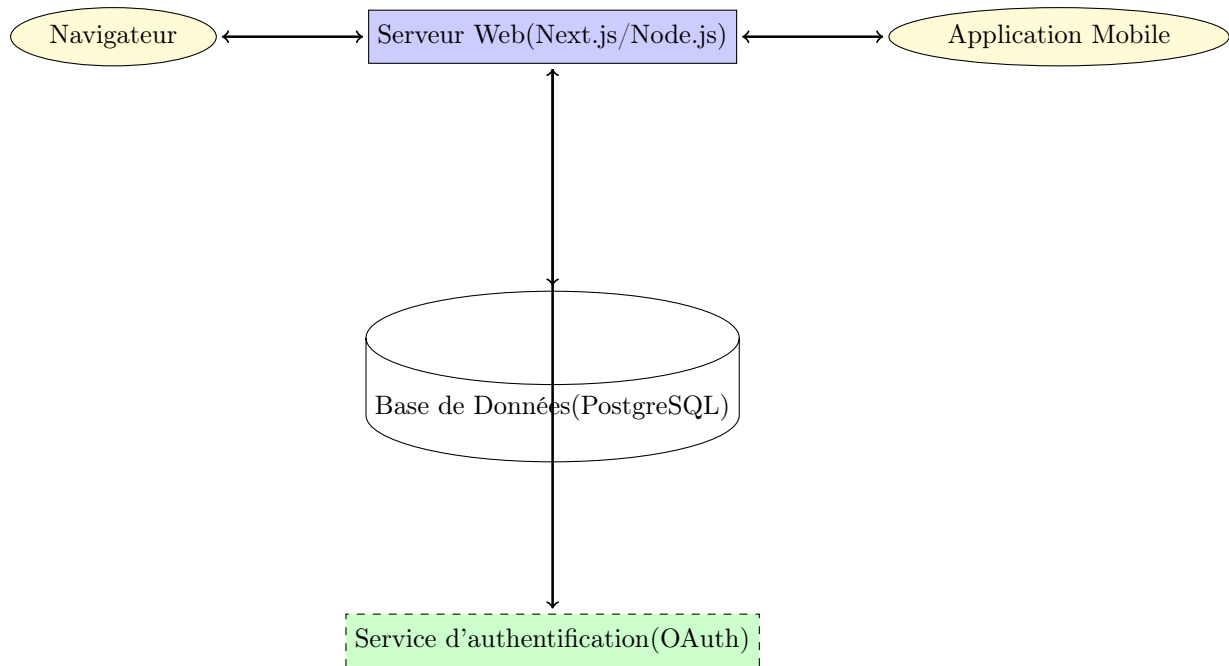 Navigateur
Serveur Web(Next.js/Node.js)
Application Mobile
Base de Données(PostgreSQL)
Service d'authentification(OAuth)